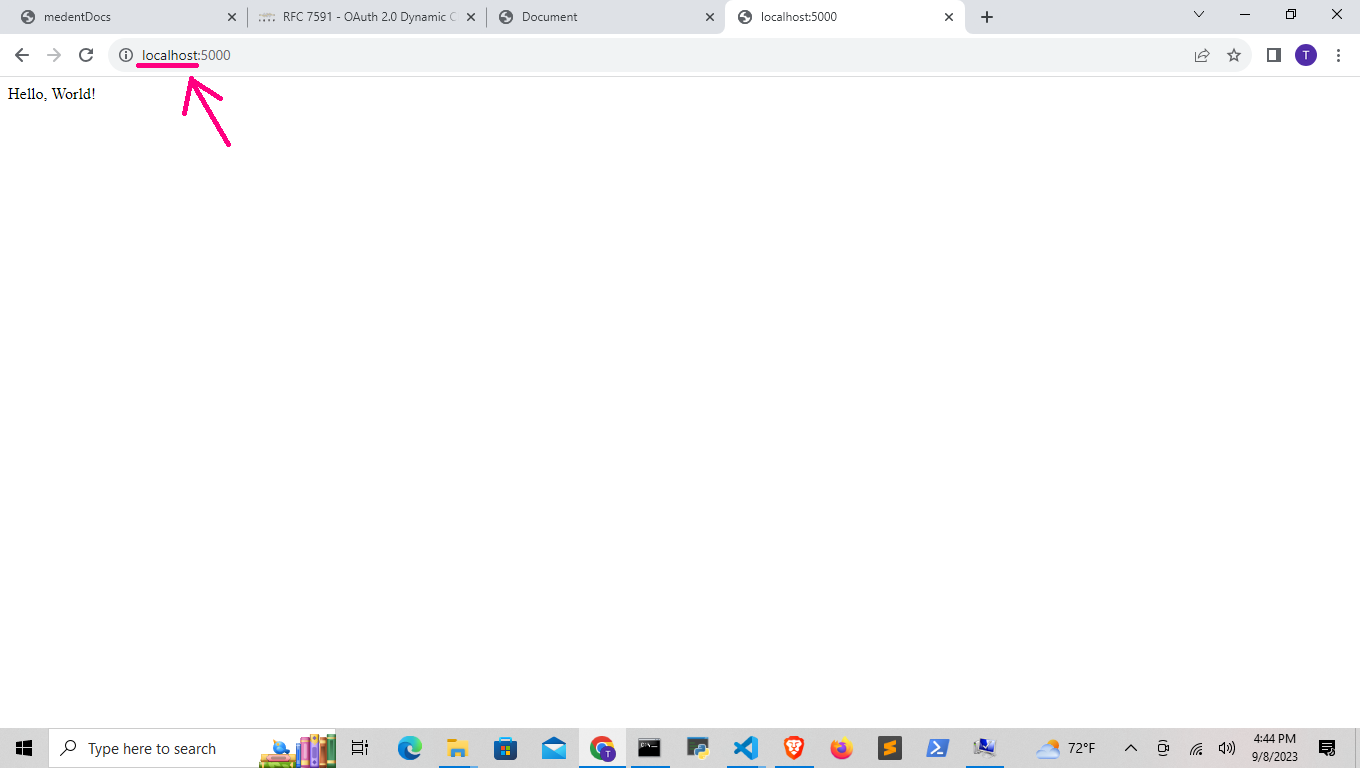 medentDocs
RFC 7591 - OAuth 2.0 Dynamic C
Document
localhost:5000
localhost:5000
T
Hello, World!
Type here to search
T
72°F
4:44 PM
9/8/2023